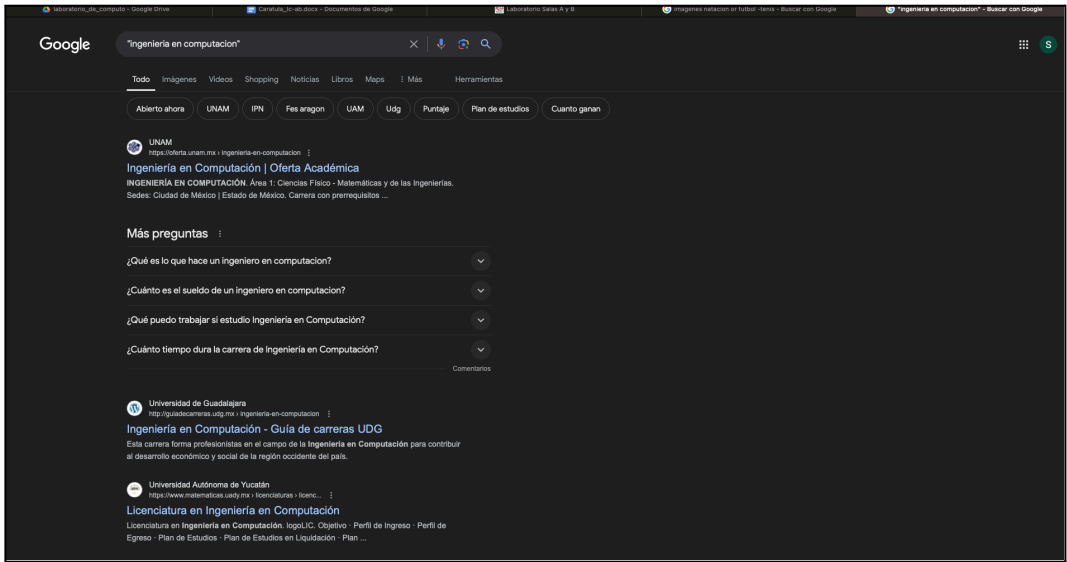 laboratorio_de_computo - Google Drive
Caratula_lc-ab.docx - Documentos de Google
Laboratorio Salas A y B
imagenes natacion or futbol -tenis - Buscar con Google
"ingenieria en computacion" - Buscar con Google
Google
"ingenieria en computacion"
S
Todo Imágenes Videos Shopping Noticias Libros Maps Más Herramientas
Abierto ahora UNAM IPN Fes aragon UAM Udg Puntaje Plan de estudios Cuanto ganan
UNAM
https://oferta.unam.mx › ingenieria-en-computacion
Ingeniería en Computación | Oferta Académica
INGENIERÍA EN COMPUTACIÓN. Área 1: Ciencias Físico - Matemáticas y de las Ingenierías.
Sedes: Ciudad de México | Estado de México. Carrera con prerrequisitos ...
Más preguntas
¿Qué es lo que hace un ingeniero en computacion?
¿Cuánto es el sueldo de un ingeniero en computacion?
¿Qué puedo trabajar si estudio Ingeniería en Computación?
¿Cuánto tiempo dura la carrera de Ingeniería en Computación?
Comentarios
Universidad de Guadalajara
http://guiadecarreras.udg.mx › ingenieria-en-computacion
Ingeniería en Computación - Guía de carreras UDG
Esta carrera forma profesionistas en el campo de la Ingeniería en Computación para contribuir
al desarrollo económico y social de la región occidente del país.
Universidad Autónoma de Yucatán
https://www.matematicas.uady.mx › licenciaturas › licenc...
Licenciatura en Ingeniería en Computación
Licenciatura en Ingeniería en Computación. logoLIC. Objetivo · Perfil de Ingreso · Perfil de
Egreso · Plan de Estudios · Plan de Estudios en Liquidación · Plan ...